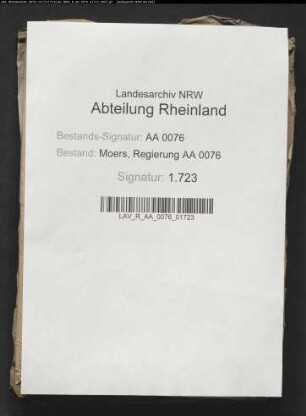 Landesarchiv NRW
Abteilung Rheinland
Bestands-Signatur: AA 0076
Bestand: Moers, Regierung AA 0076
Signatur: 1.723
LAV_R_AA_0076_01723